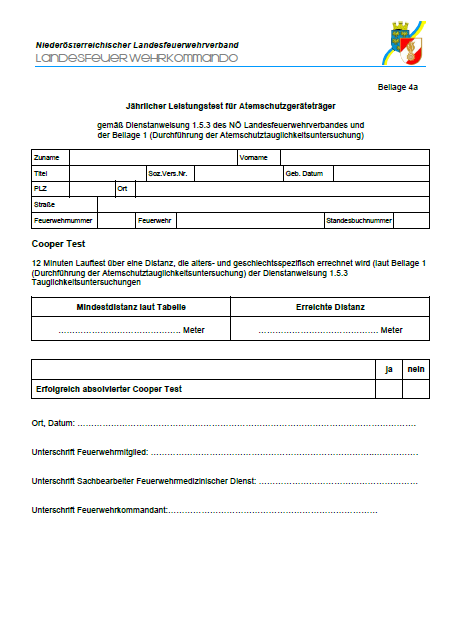 Niederösterreichischer Landesfeuerwehrverband
LANDESFEUERWEHRKOMMANDO
Beilage 4a
Jährlicher Leistungstest für Atemschutzgeräteträger
gemäß Dienstanweisung 1.5.3 des NÖ Landesfeuerwehrverbandes und
der Beilage 1 (Durchführung der Atemschutztauglichkeitsuntersuchung)
Zuname Vorname
Titel Soz.Vers.Nr. Geb. Datum
PLZ Ort
Straße
Feuerwehrnummer Feuerwehr Standesbuchnummer
Cooper Test
12 Minuten Lauftest über eine Distanz, die alters- und geschlechtsspezifisch errechnet wird (laut Beilage 1
(Durchführung der Atemschutztauglichkeitsuntersuchung) der Dienstanweisung 1.5.3
Tauglichkeitsuntersuchungen
Mindestdistanz laut Tabelle Erreichte Distanz
............................................. Meter ............................................. Meter
ja nein
Erfolgreich absolvierter Cooper Test
Ort, Datum: ..............................................................................................................
Unterschrift Feuerwehrmitglied: ...........................................................................................
Unterschrift Sachbearbeiter Feuerwehrmedizinischer Dienst: .....................................................
Unterschrift Feuerwehrkommandant:......................................................................